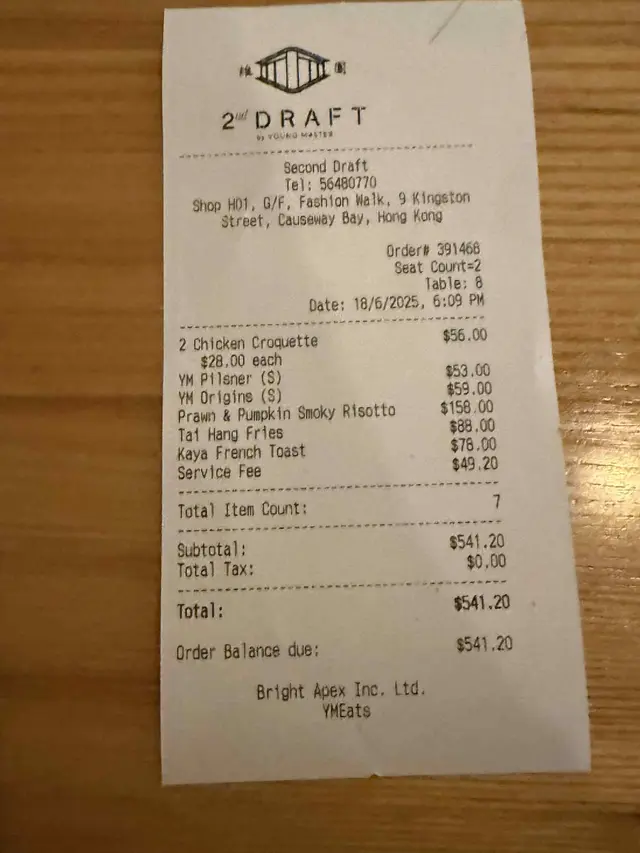 2nd DRAFT
by YOUNG MASTER
Second Draft
Tel: 56480770
Shop H01, G/F, Fashion Walk, 9 Kingston
Street, Causeway Bay, Hong Kong
Order# 391468
Seat Count=2
Table: 8
Date: 18/6/2025, 6:09 PM
2 Chicken Croquette $56.00
$28.00 each
YM Pilsner (S) $53.00
YM Origins (S) $59.00
Prawn & Pumpkin Smoky Risotto $158.00
Tai Hang Fries $88.00
Kaya French Toast $78.00
Service Fee $49.20
Total Item Count: 7
Subtotal: $541.20
Total Tax: $0.00
Total: $541.20
Order Balance due: $541.20
Bright Apex Inc. Ltd.
YMEats